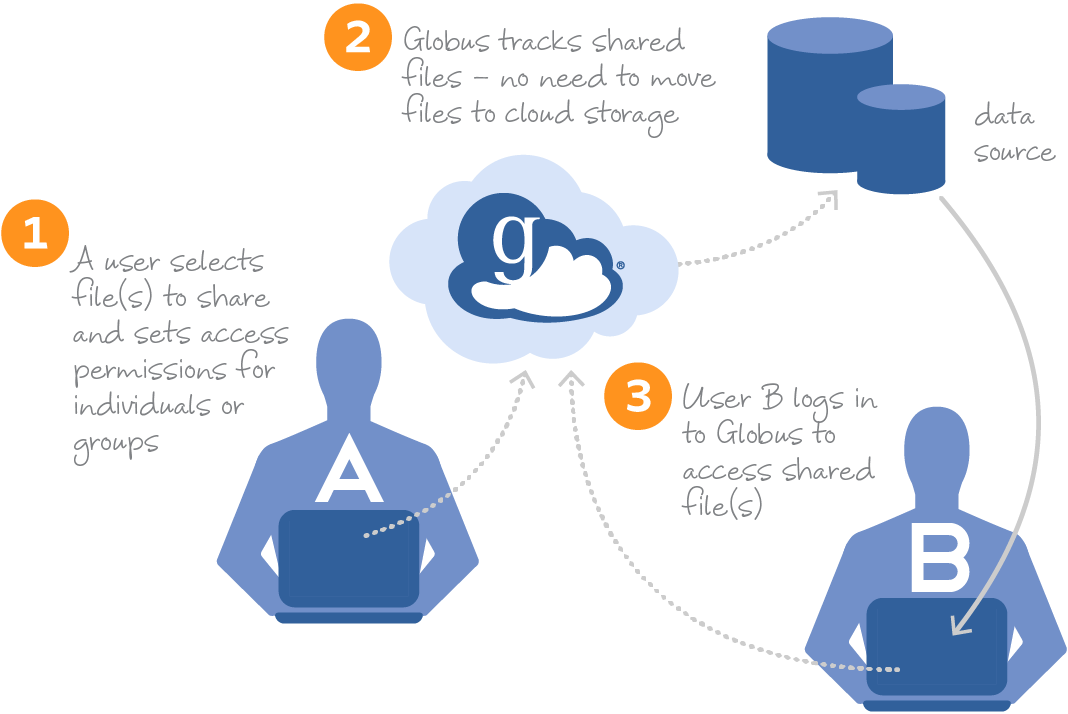 1
A user selects
file(s) to share
and sets access
permissions for
individuals or
groups
2
Globus tracks shared
files – no need to move
files to cloud storage
data
source
g
®
3
User B logs in
to Globus to
access shared
file(s)
A
B